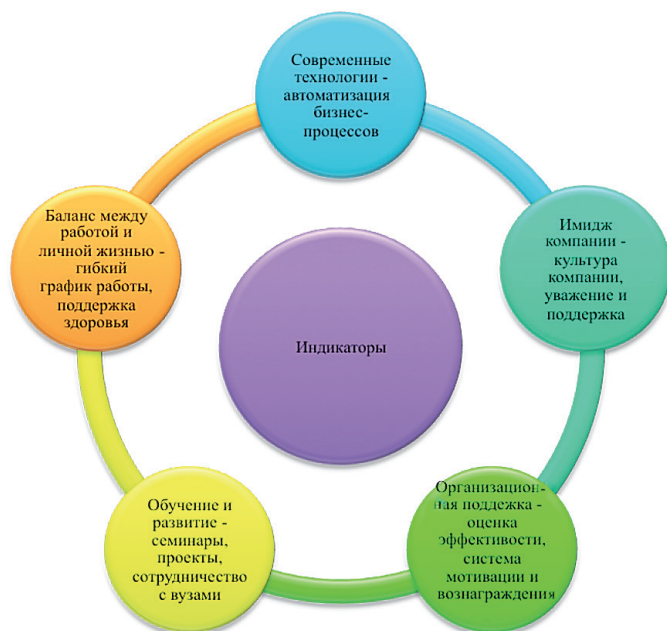 Современные
технологии -
автоматизация
бизнес-
процессов
Имидж
компании -
культура
компании,
уважение и
поддержка
Организацион-
ная поддежка -
оценка
эффективости,
система
мотивации и
вознаграждения
Обучение и
развитие -
семинары,
проекты,
сотрудничество
с вузами
Баланс между
работой и
личной жизнью -
гибкий
график работы,
поддержка
здоровья
Индикаторы